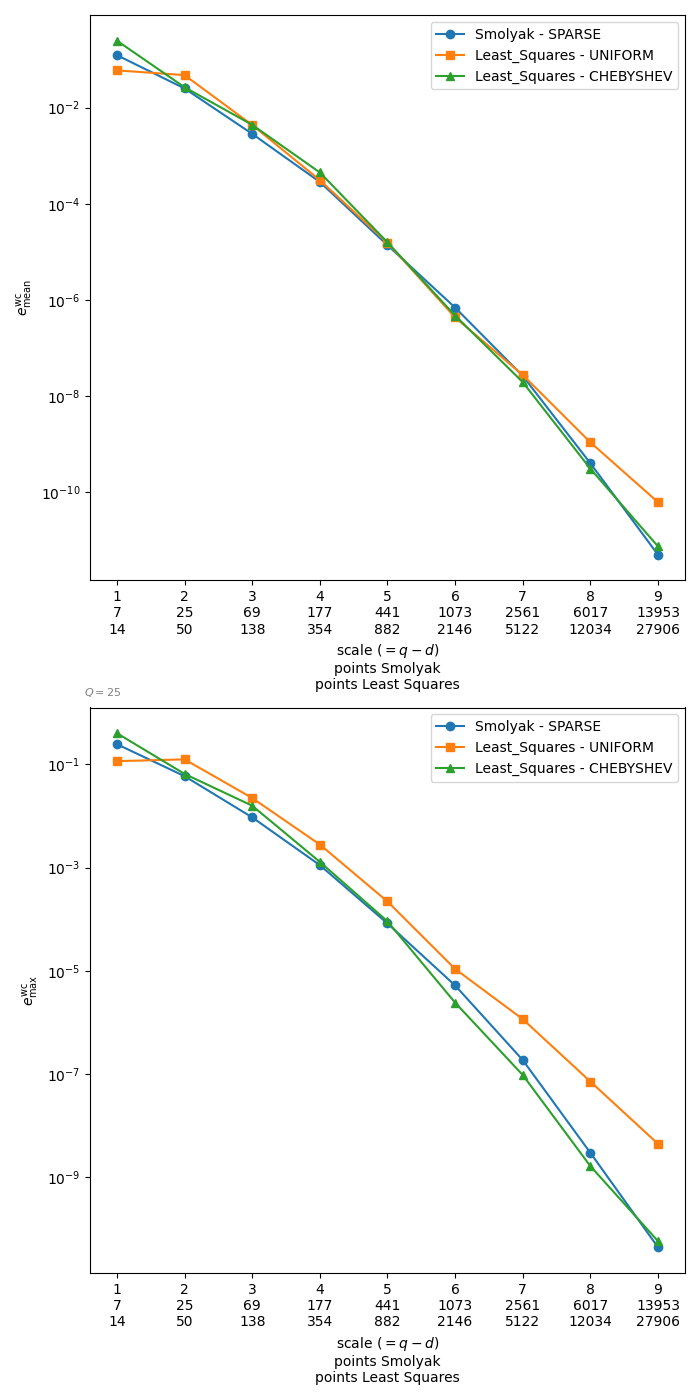 Smolyak - SPARSE
Least_Squares - UNIFORM
Least_Squares - CHEBYSHEV
10⁻²
10⁻⁴
10⁻⁶
10⁻⁸
10⁻¹⁰
e^wc_mean
1 2 3 4 5 6 7 8 9
7 25 69 177 441 1073 2561 6017 13953
14 50 138 354 882 2146 5122 12034 27906
scale (= q − d)
points Smolyak
points Least Squares
Q = 25
Smolyak - SPARSE
Least_Squares - UNIFORM
Least_Squares - CHEBYSHEV
10⁻¹
10⁻³
10⁻⁵
10⁻⁷
10⁻⁹
e^wc_max
1 2 3 4 5 6 7 8 9
7 25 69 177 441 1073 2561 6017 13953
14 50 138 354 882 2146 5122 12034 27906
scale (= q − d)
points Smolyak
points Least Squares